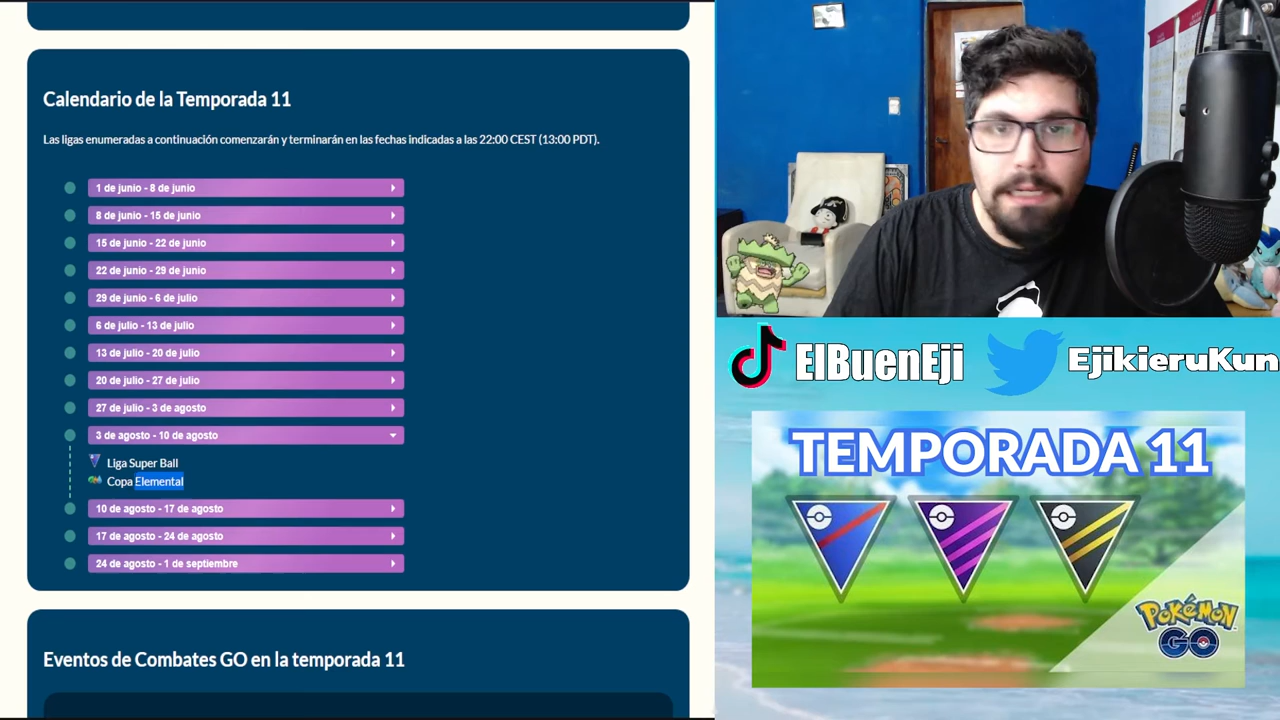 Calendario de la Temporada 11
Las ligas enumeradas a continuación comenzarán y terminarán en las fechas indicadas a las 22:00 CEST (13:00 PDT).
1 de junio - 8 de junio
8 de junio - 15 de junio
15 de junio - 22 de junio
22 de junio - 29 de junio
29 de junio - 6 de julio
6 de julio - 13 de julio
13 de julio - 20 de julio
20 de julio - 27 de julio
27 de julio - 3 de agosto
3 de agosto - 10 de agosto
Liga Super Ball
Copa Elemental
10 de agosto - 17 de agosto
17 de agosto - 24 de agosto
24 de agosto - 1 de septiembre
Eventos de Combates GO en la temporada 11
ElBuenEji
EjikieruKun
TEMPORADA 11
POKÉMON
GO